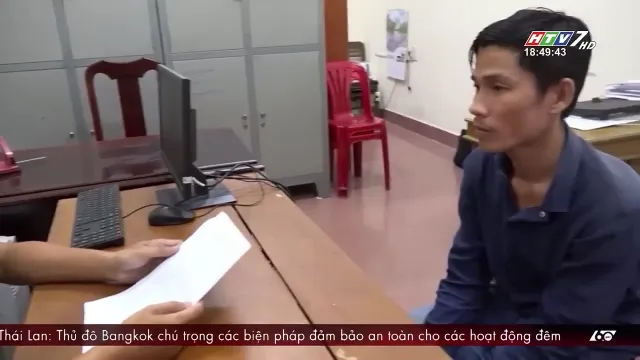 HTV7 HD
18:49:43
Thái Lan: Thủ đô Bangkok chú trọng các biện pháp đảm bảo an toàn cho các hoạt động đêm
60